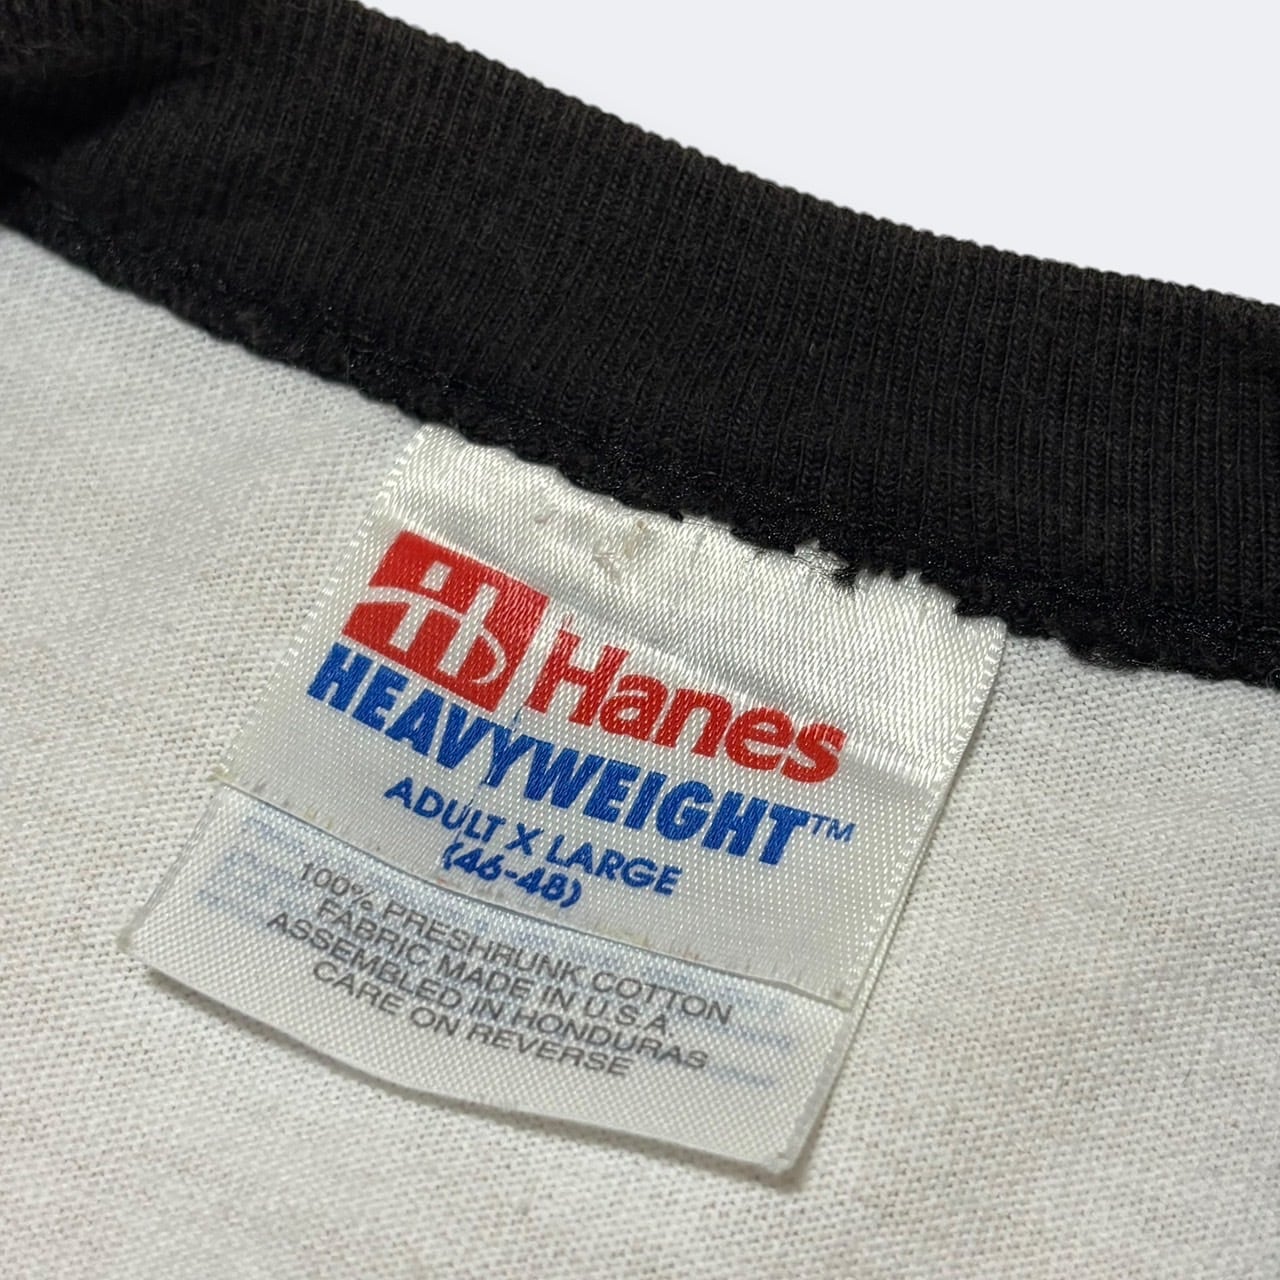 Hanes
HEAVYWEIGHT™
ADULT X LARGE
(46-48)
100% PRESHRUNK COTTON
FABRIC MADE IN U.S.A
ASSEMBLED IN HONDURAS
CARE ON REVERSE